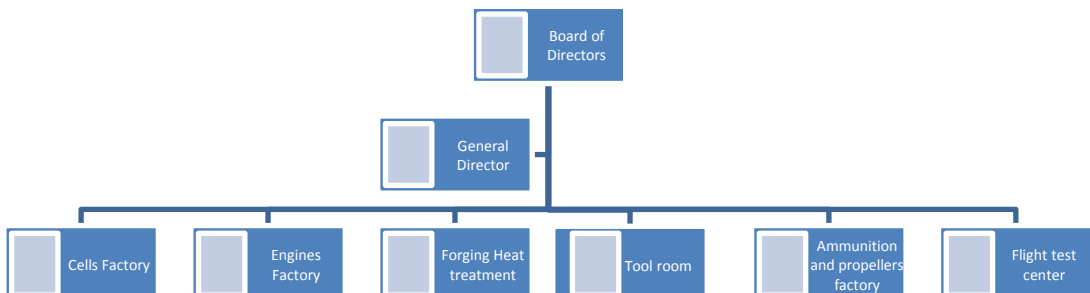 Board of
Directors
General
Director
Cells Factory
Engines
Factory
Forging Heat
treatment
Tool room
Ammunition
and propellers
factory
Flight test
center